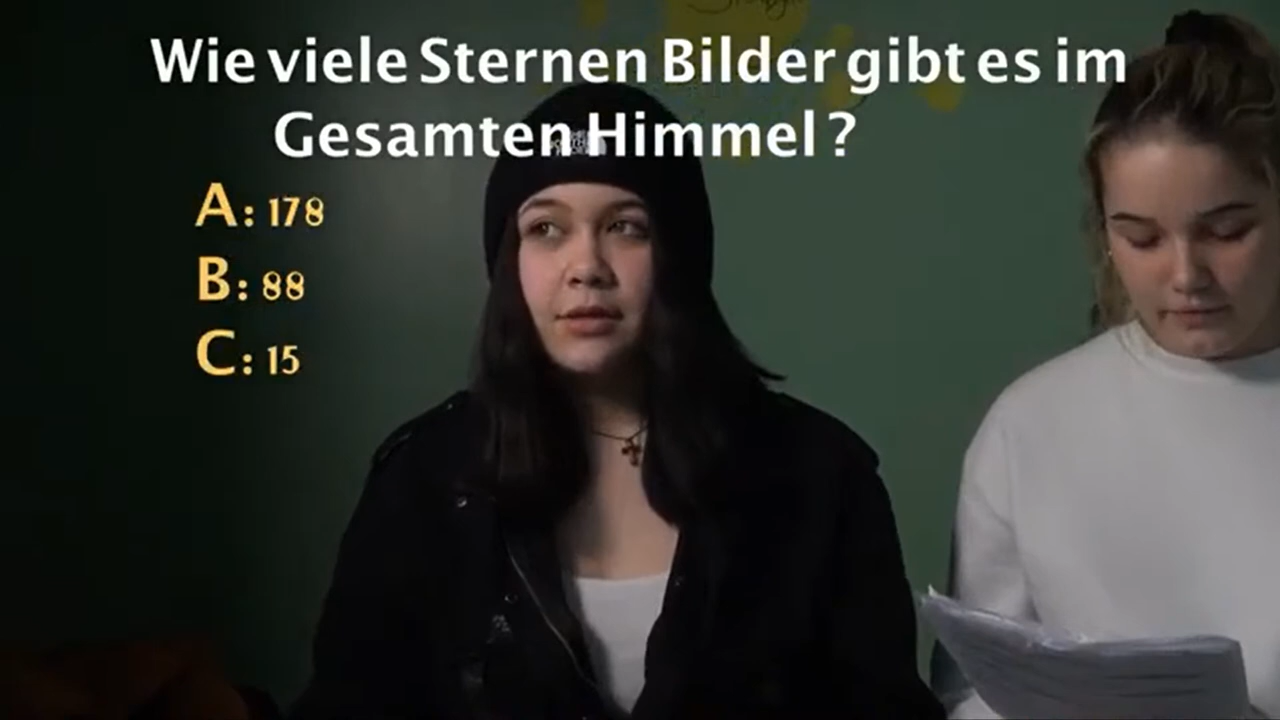 Wie viele Sternen Bilder gibt es im
Gesamten Himmel ?
A: 178
B: 88
C: 15